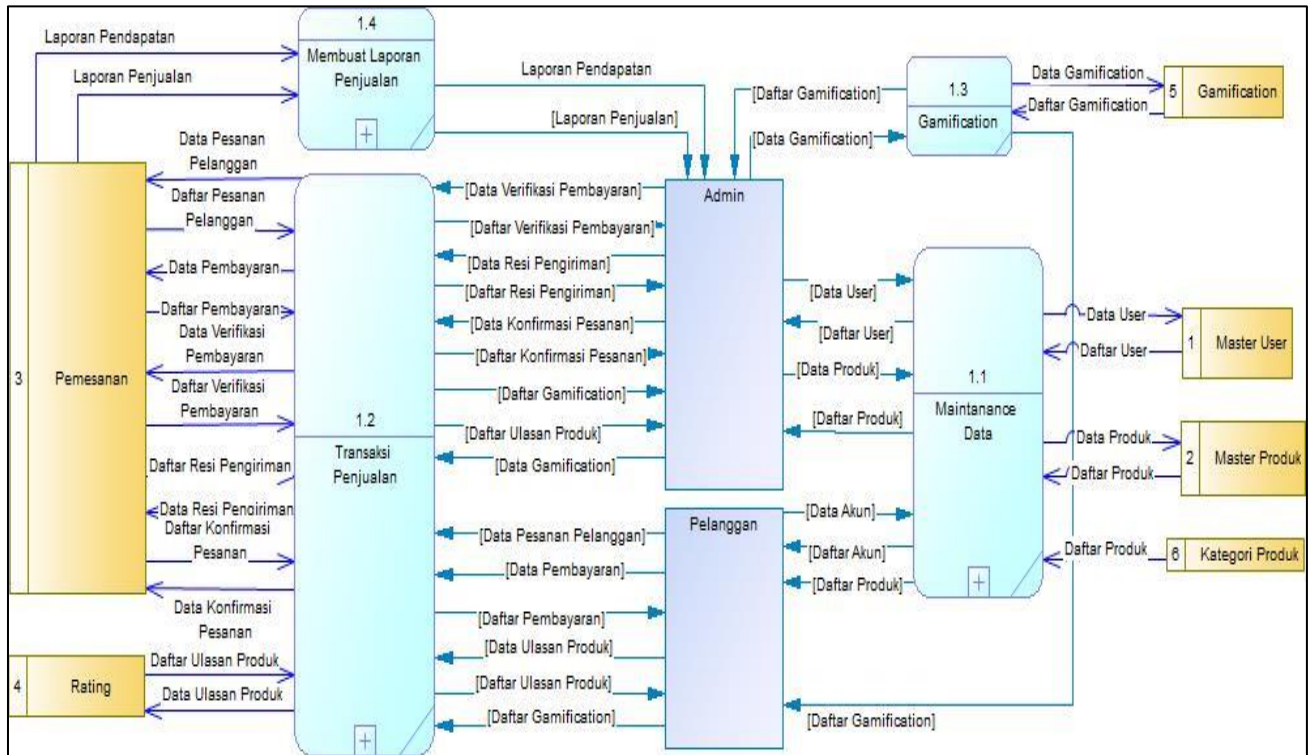 Laporan Pendapatan
Laporan Penjualan
1.4
Membuat Laporan
Penjualan
Laporan Pendapatan
[Laporan Penjualan]
[Daftar Gamification]
[Data Gamification]
1.3
Gamification
Data Gamification
Daftar Gamification
5
Gamification
Data Pesanan
Pelanggan
Daftar Pesanan
Pelanggan
Data Pembayaran
Daftar Pembayaran
Data Verifikasi
Pembayaran
Daftar Verifikasi
Pembayaran
Daftar Resi Pengiriman
Data Resi Pengiriman
Daftar Konfirmasi
Pesanan
Data Konfirmasi
Pesanan
3
Pemesanan
4
Rating
Daftar Ulasan Produk
Data Ulasan Produk
1.2
Transaksi
Penjualan
[Data Verifikasi Pembayaran]
[Daftar Verifikasi Pembayaran]
[Data Resi Pengiriman]
[Daftar Resi Pengiriman]
[Data Konfirmasi Pesanan]
[Daftar Konfirmasi Pesanan]
[Daftar Gamification]
[Daftar Ulasan Produk]
[Data Gamification]
[Data Pesanan Pelanggan]
[Data Pembayaran]
[Daftar Pembayaran]
[Data Ulasan Produk]
[Daftar Ulasan Produk]
[Daftar Gamification]
Admin
Pelanggan
[Data User]
[Daftar User]
[Data Produk]
[Daftar Produk]
[Data Akun]
[Daftar Akun]
[Daftar Produk]
[Daftar Gamification]
1.1
Maintanance
Data
Data User
Daftar User
1
Master User
Data Produk
Daftar Produk
2
Master Produk
Daftar Produk
6
Kategori Produk